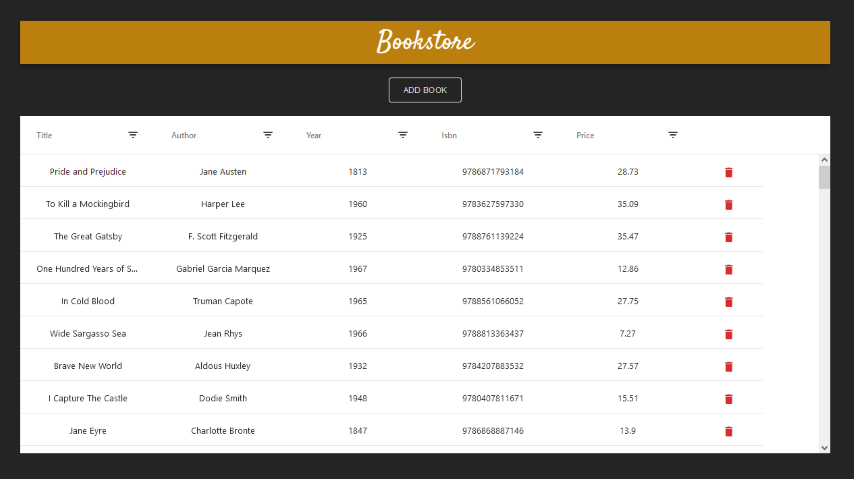 Bookstore
ADD BOOK
Title Author Year Isbn Price
Pride and Prejudice Jane Austen 1813 9786871793184 28.73
To Kill a Mockingbird Harper Lee 1960 9783627597330 35.09
The Great Gatsby F. Scott Fitzgerald 1925 9788761139224 35.47
One Hundred Years of S... Gabriel Garcia Marquez 1967 9780334853511 12.86
In Cold Blood Truman Capote 1965 9788561066052 27.75
Wide Sargasso Sea Jean Rhys 1966 9788813363437 7.27
Brave New World Aldous Huxley 1932 9784207883532 27.57
I Capture The Castle Dodie Smith 1948 9780407811671 15.51
Jane Eyre Charlotte Bronte 1847 9786868887146 13.9